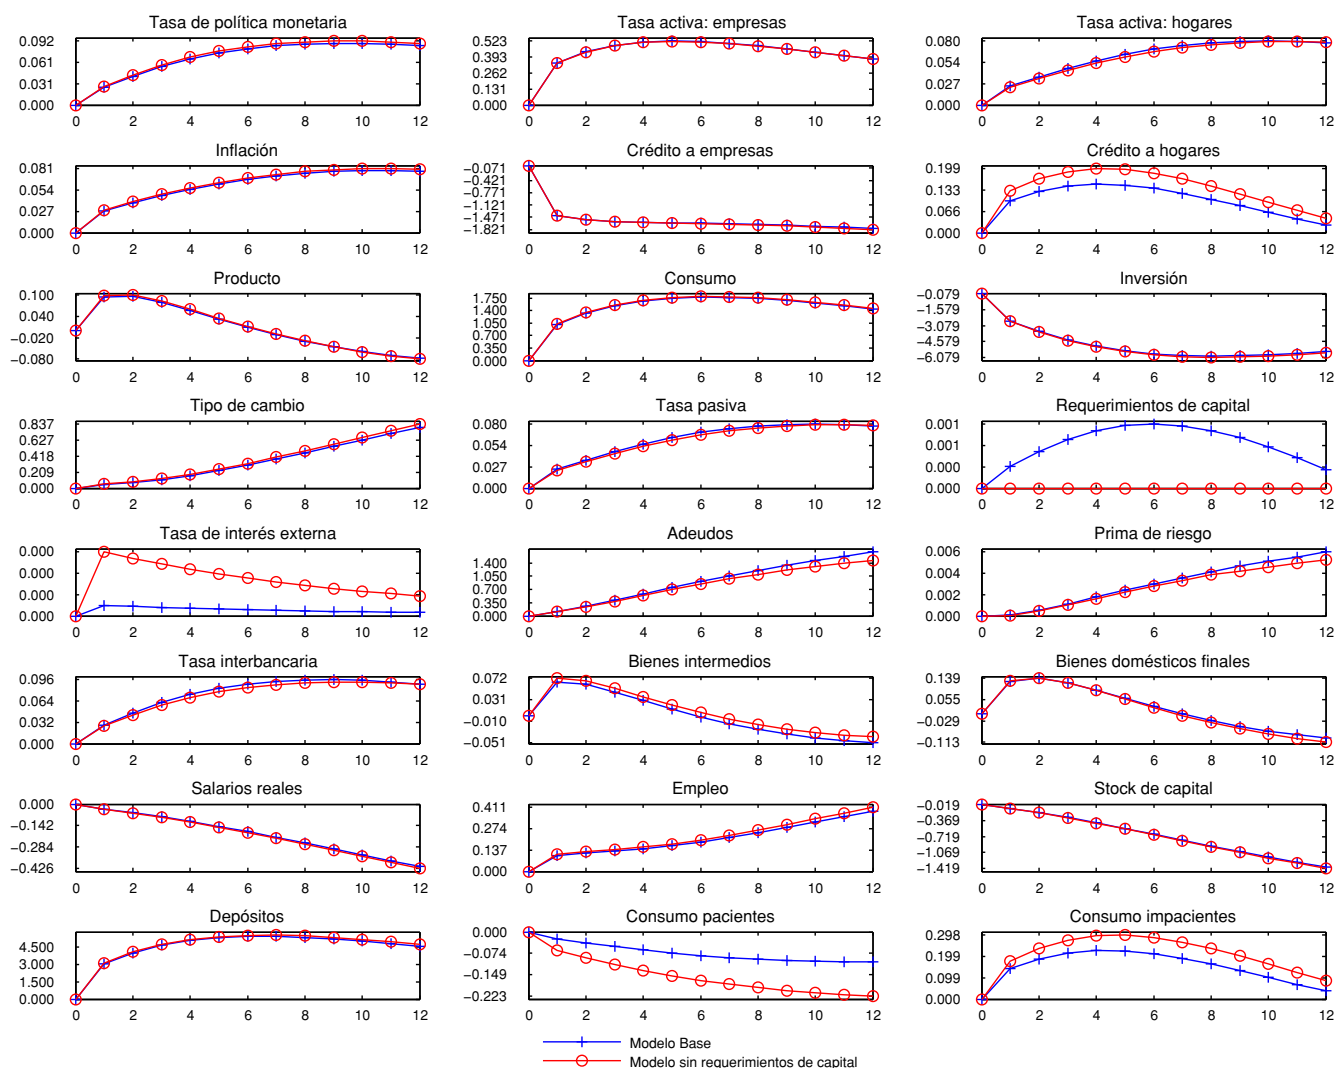 Tasa de política monetaria
0.092
0.061
0.031
0.000
0 2 4 6 8 10 12
Tasa activa: empresas
0.523
0.393
0.262
0.131
0.000
0 2 4 6 8 10 12
Tasa activa: hogares
0.080
0.054
0.027
0.000
0 2 4 6 8 10 12
Inflación
0.081
0.054
0.027
0.000
0 2 4 6 8 10 12
Crédito a empresas
−0.071
−0.421
−0.771
−1.121
−1.471
−1.821
0 2 4 6 8 10 12
Crédito a hogares
0.199
0.133
0.066
0.000
0 2 4 6 8 10 12
Producto
0.100
0.040
−0.020
−0.080
0 2 4 6 8 10 12
Consumo
1.750
1.400
1.050
0.700
0.350
0.000
0 2 4 6 8 10 12
Inversión
−0.079
−1.579
−3.079
−4.579
−6.079
0 2 4 6 8 10 12
Tipo de cambio
0.837
0.627
0.418
0.209
0.000
0 2 4 6 8 10 12
Tasa pasiva
0.080
0.054
0.027
0.000
0 2 4 6 8 10 12
Requerimientos de capital
0.001
0.001
0.000
0.000
0 2 4 6 8 10 12
Tasa de interés externa
0.000
0.000
0.000
0.000
0 2 4 6 8 10 12
Adeudos
1.400
1.050
0.700
0.350
0.000
0 2 4 6 8 10 12
Prima de riesgo
0.006
0.004
0.002
0.000
0 2 4 6 8 10 12
Tasa interbancaria
0.096
0.064
0.032
0.000
0 2 4 6 8 10 12
Bienes intermedios
0.072
0.031
−0.010
−0.051
0 2 4 6 8 10 12
Bienes domésticos finales
0.139
0.055
−0.029
−0.113
0 2 4 6 8 10 12
Salarios reales
0.000
−0.142
−0.284
−0.426
0 2 4 6 8 10 12
Empleo
0.411
0.274
0.137
0.000
0 2 4 6 8 10 12
Stock de capital
−0.019
−0.369
−0.719
−1.069
−1.419
0 2 4 6 8 10 12
Depósitos
4.500
3.000
1.500
0.000
0 2 4 6 8 10 12
Consumo pacientes
0.000
−0.074
−0.149
−0.223
0 2 4 6 8 10 12
Consumo impacientes
0.298
0.199
0.099
0.000
0 2 4 6 8 10 12
Modelo Base
Modelo sin requerimientos de capital